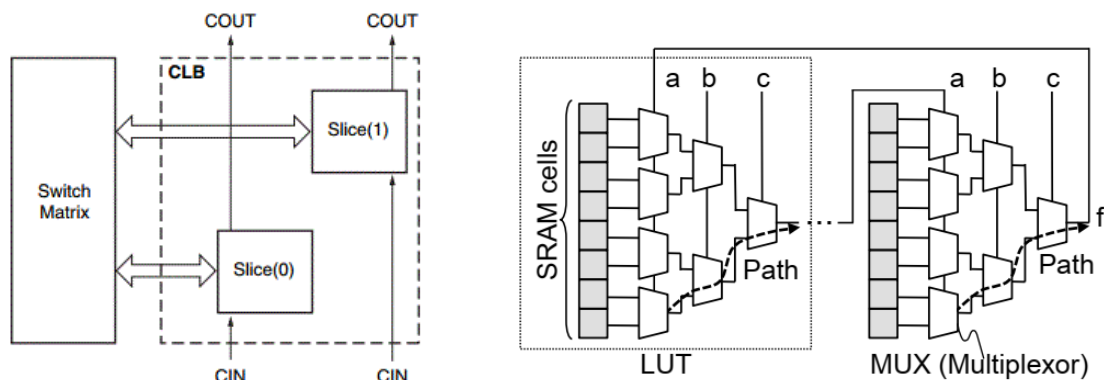 COUT
COUT
CLB
Slice(1)
Switch
Matrix
Slice(0)
CIN
CIN
a
b
c
SRAM cells
Path
LUT
a
b
c
f
Path
MUX (Multiplexor)